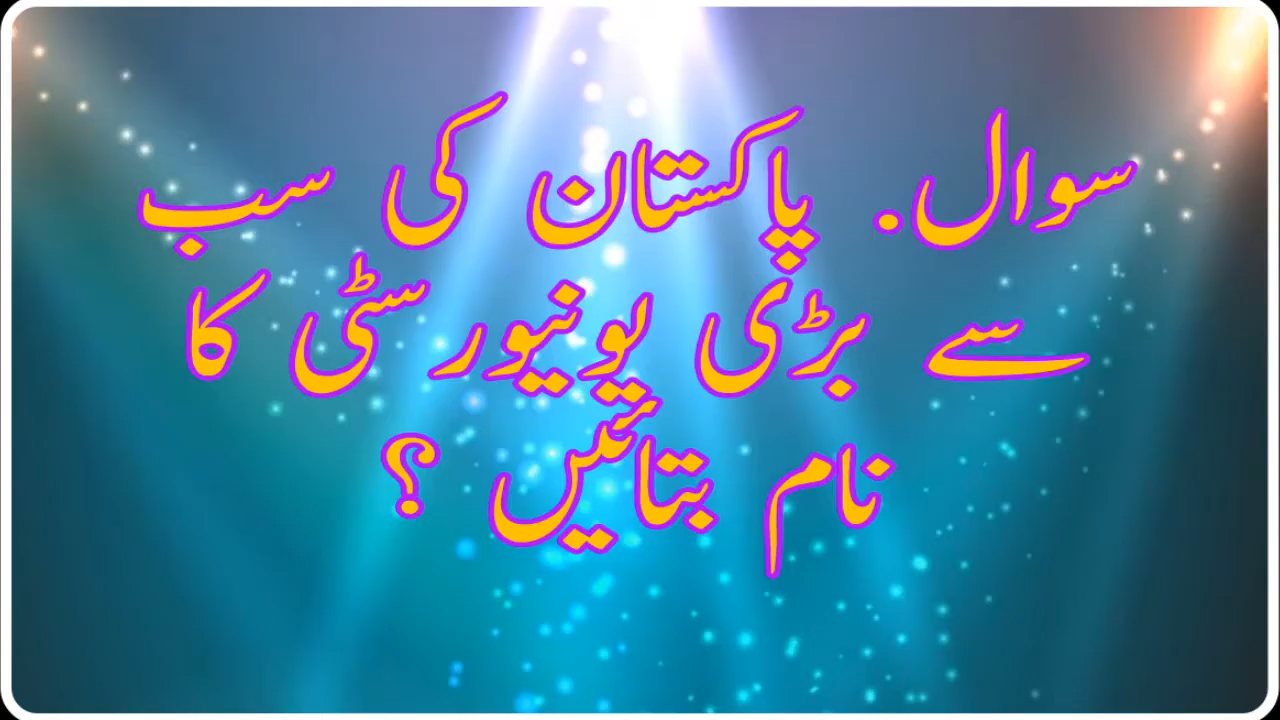 سوال. پاکستان کی سب
سے بڑی یونیورسٹی کا
نام بتائیں ؟